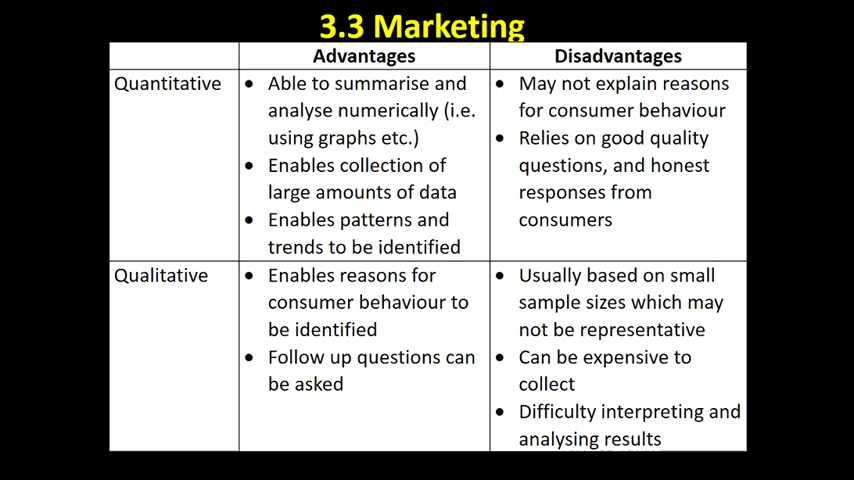 3.3 Marketing
Advantages
Disadvantages
Quantitative
• Able to summarise and
analyse numerically (i.e.
using graphs etc.)
• Enables collection of
large amounts of data
• Enables patterns and
trends to be identified
• May not explain reasons
for consumer behaviour
• Relies on good quality
questions, and honest
responses from
consumers
Qualitative
• Enables reasons for
consumer behaviour to
be identified
• Follow up questions can
be asked
• Usually based on small
sample sizes which may
not be representative
• Can be expensive to
collect
• Difficulty interpreting and
analysing results